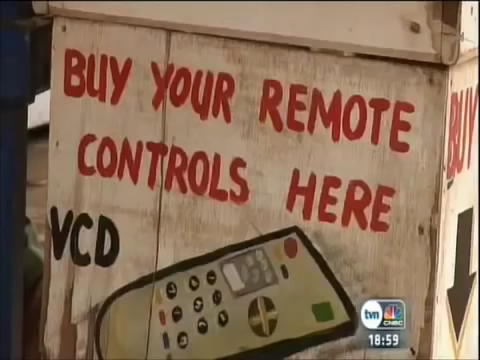 BUY YOUR REMOTE
CONTROLS HERE
VCD
BUY
tvn
CNBC
18:59